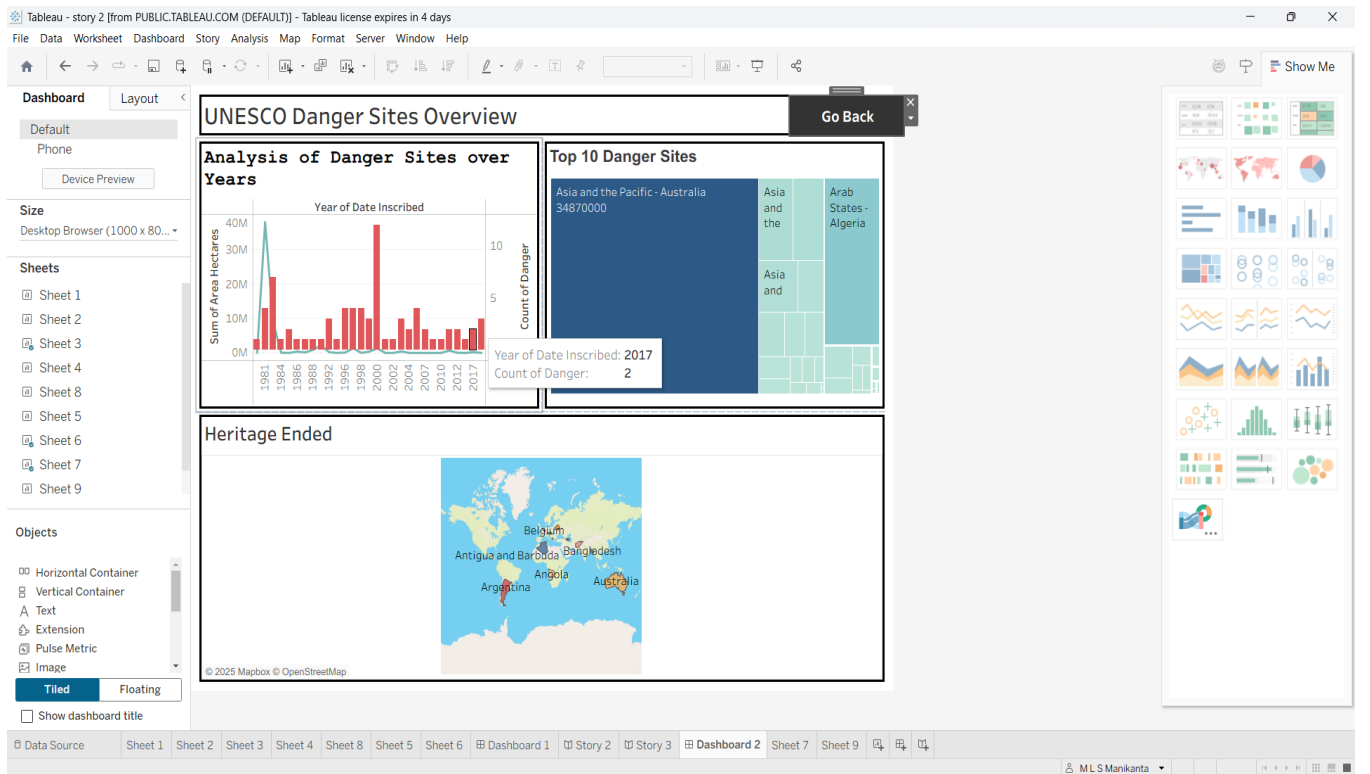 Tableau - story 2 [from PUBLIC.TABLEAU.COM (DEFAULT)] - Tableau license expires in 4 days
File Data Worksheet Dashboard Story Analysis Map Format Server Window Help
Show Me
Dashboard Layout
Default
Phone
Device Preview
Size
Desktop Browser (1000 x 80...
Sheets
Sheet 1
Sheet 2
Sheet 3
Sheet 4
Sheet 8
Sheet 5
Sheet 6
Sheet 7
Sheet 9
Objects
Horizontal Container
Vertical Container
Text
Extension
Pulse Metric
Image
Tiled Floating
Show dashboard title
UNESCO Danger Sites Overview
Go Back
Analysis of Danger Sites over
Years
Year of Date Inscribed
Sum of Area Hectares
40M
30M
20M
10M
0M
10
5
Count of Danger
1981 1984 1986 1988 1992 1996 1998 2000 2002 2004 2007 2010 2012 2017
Year of Date Inscribed: 2017
Count of Danger: 2
Top 10 Danger Sites
Asia and the Pacific - Australia
34870000
Asia
and
the
Asia
and
Arab
States -
Algeria
Heritage Ended
Belgium
Antigua and Barbuda
Bangladesh
Angola
Argentina
Australia
© 2025 Mapbox © OpenStreetMap
Data Source Sheet 1 Sheet 2 Sheet 3 Sheet 4 Sheet 8 Sheet 5 Sheet 6 Dashboard 1 Story 2 Story 3 Dashboard 2 Sheet 7 Sheet 9
M L S Manikanta